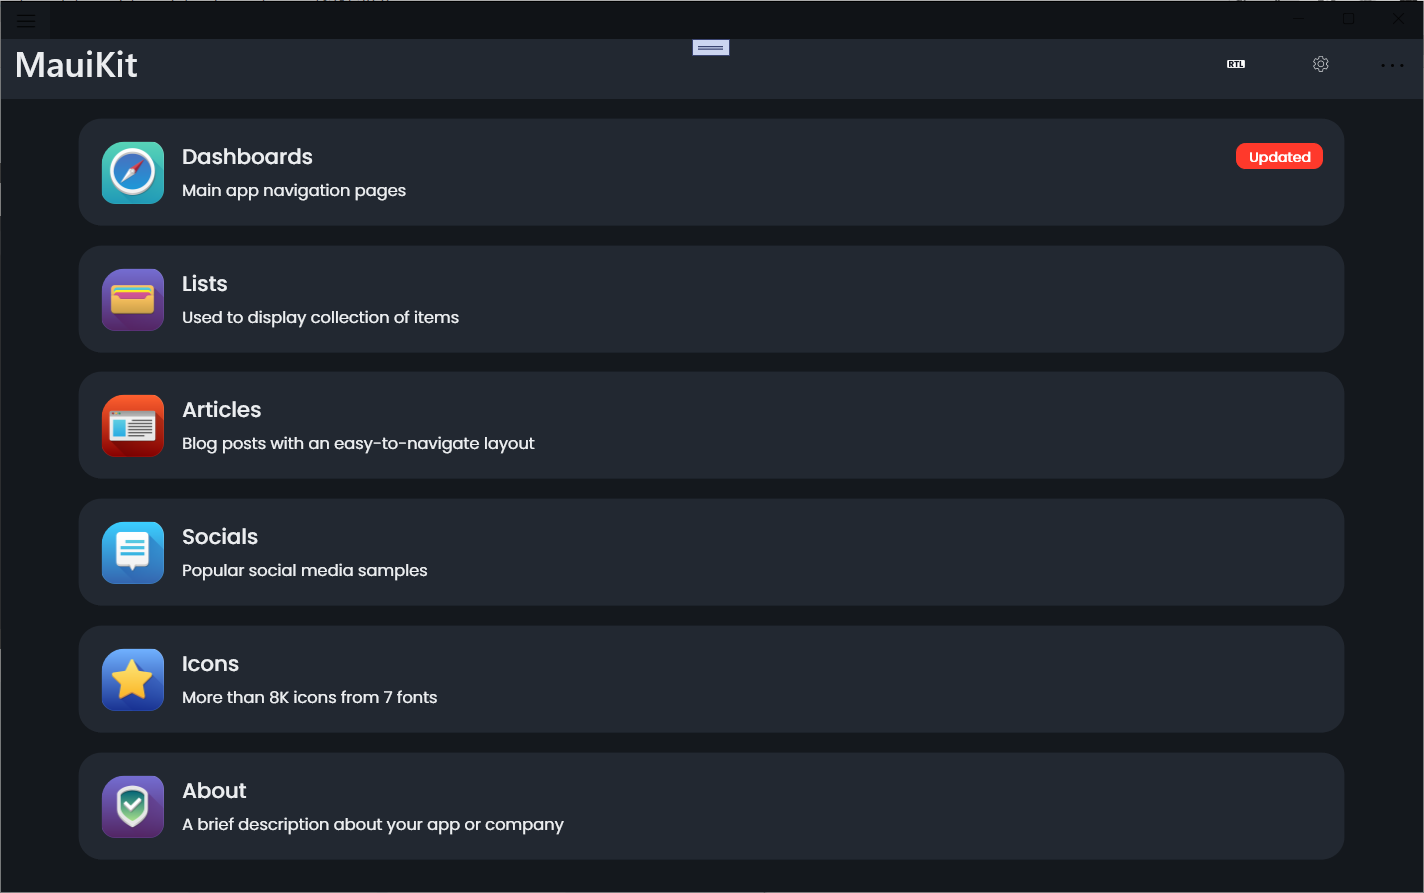 MauiKit
RTL
Dashboards
Updated
Main app navigation pages
Lists
Used to display collection of items
Articles
Blog posts with an easy-to-navigate layout
Socials
Popular social media samples
Icons
More than 8K icons from 7 fonts
About
A brief description about your app or company